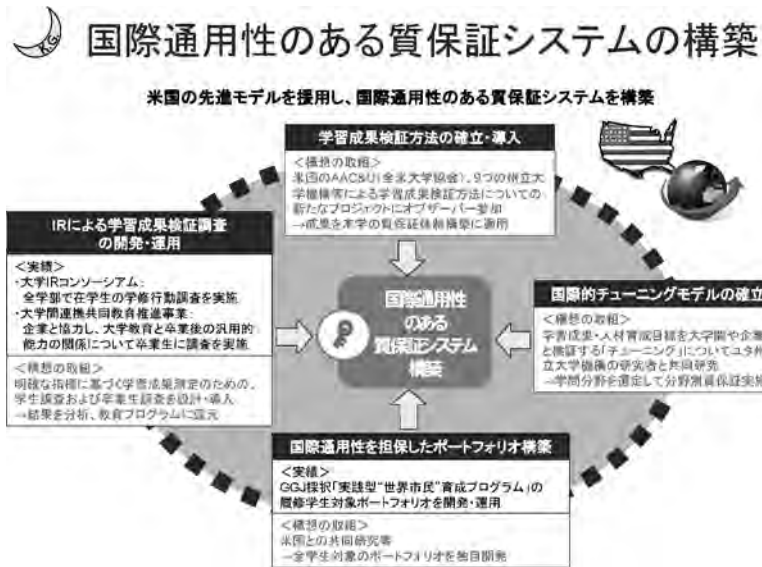 K.G.
国際通用性のある質保証システムの構築
米国の先進モデルを採用し、国際通用性のある質保証システムを構築
学習成果検証方法の確立・導入
＜構想の取組＞
米国のAAC&U(全米大学協会)、9つの州立大
学機構等による学習成果検証方法についての
新たなプロジェクトにオブザーバー参加
→成果を本学の質保証体制構築に適用
IRによる学習成果検証調査
の開発・運用
＜実績＞
・大学IRコンソーシアム：
全学部で在学生の学修行動調査を実施
・大学間連携共同教育推進事業：
企業と協力し、大学教育と卒業後の汎用的
能力の関係について卒業生に調査を実施
＜構想の取組＞
明確な指標に基づく学習成果測定のための、
学生調査および卒業生調査を設計・導入
→結果を分析、教育プログラムに還元
国際通用性
のある
質保証システム
構築
国際的チューニングモデルの確立
＜構想の取組＞
学習成果・人材育成目標を大学間や企業
と検証する「チューニング」についてユタ州
立大学機構の研究者と共同研究
→学問分野を選定して分野別質保証実施
国際通用性を担保したポートフォリオ構築
＜実績＞
GGJ採択「実践型“世界市民”育成プログラム」の
履修学生対象ポートフォリオを開発・運用
＜構想の取組＞
米国との共同研究等
→全学生対象のポートフォリオを独自開発